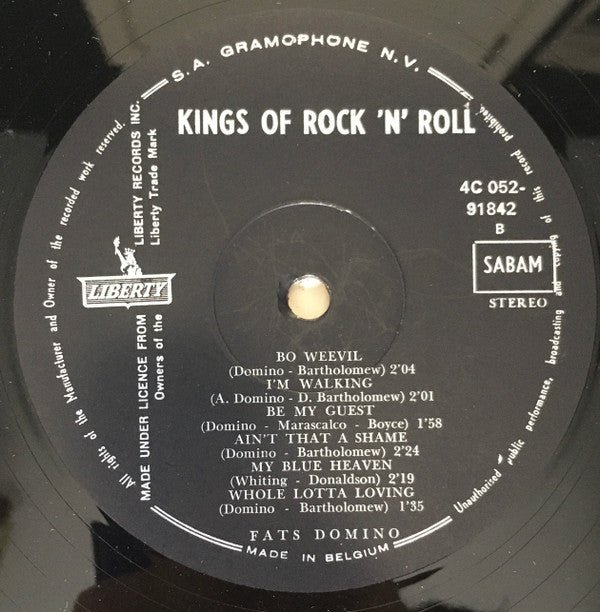 S.A. GRAMOPHONE N.V.
KINGS OF ROCK 'N' ROLL
4C 052-
91842
B
SABAM
STEREO
LIBERTY
MADE UNDER LICENCE FROM LIBERTY RECORDS INC.
Owners of the Liberty Trade Mark
BO WEEVIL
(Domino - Bartholomew) 2'04
I'M WALKING
(A. Domino - D. Bartholomew) 2'01
BE MY GUEST
(Domino - Marascalco - Boyce) 1'58
AIN'T THAT A SHAME
(Domino - Bartholomew) 2'24
MY BLUE HEAVEN
(Whiting - Donaldson) 2'19
WHOLE LOTTA LOVING
(Domino - Bartholomew) 1'35
FATS DOMINO
MADE IN BELGIUM
All rights of the Manufacturer and Owner of the recorded work reserved.
Unauthorised public performance, broadcasting and copying of this record prohibited.